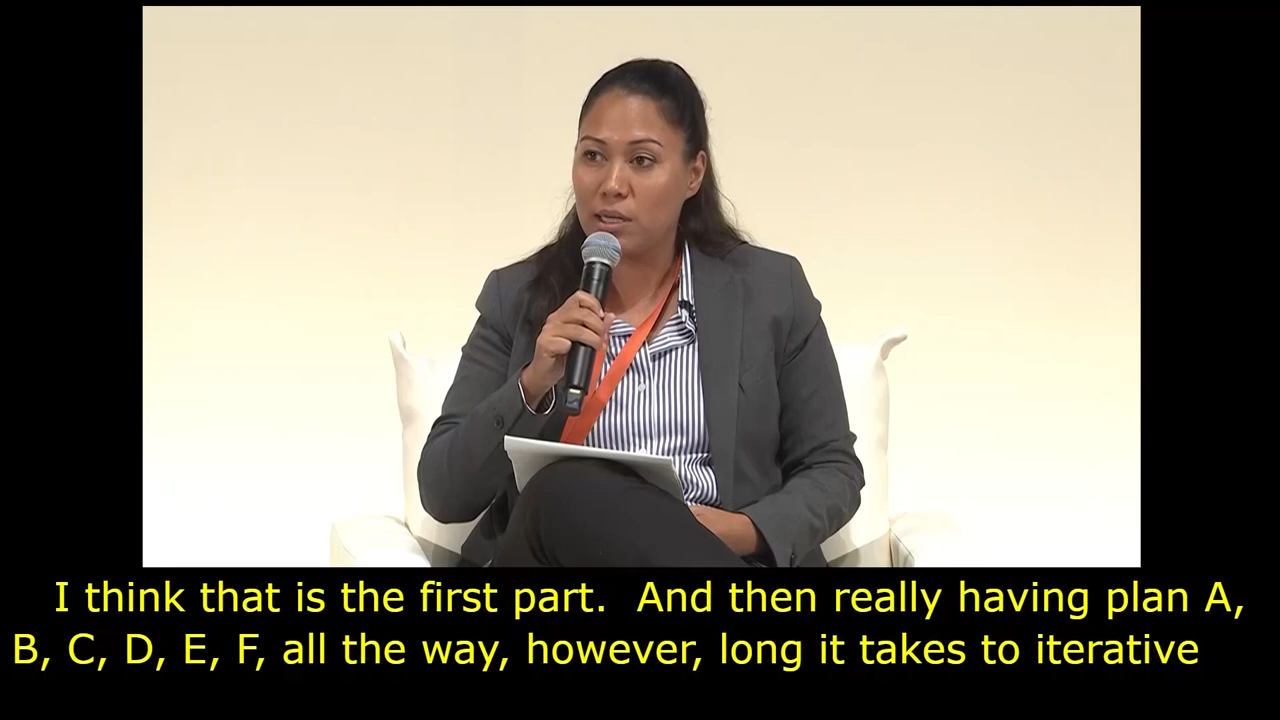 I think that is the first part.  And then really having plan A,
B, C, D, E, F, all the way, however, long it takes to iterative